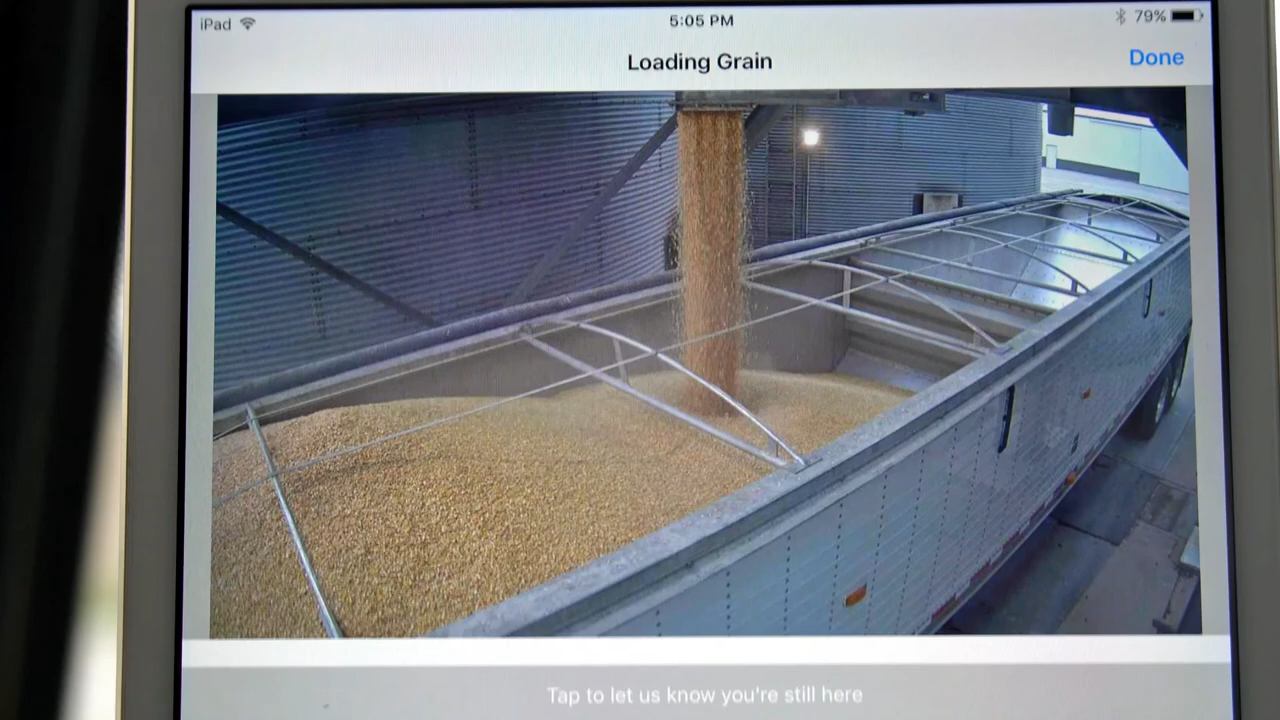 iPad
5:05 PM
79%
Loading Grain
Done
Tap to let us know you're still here